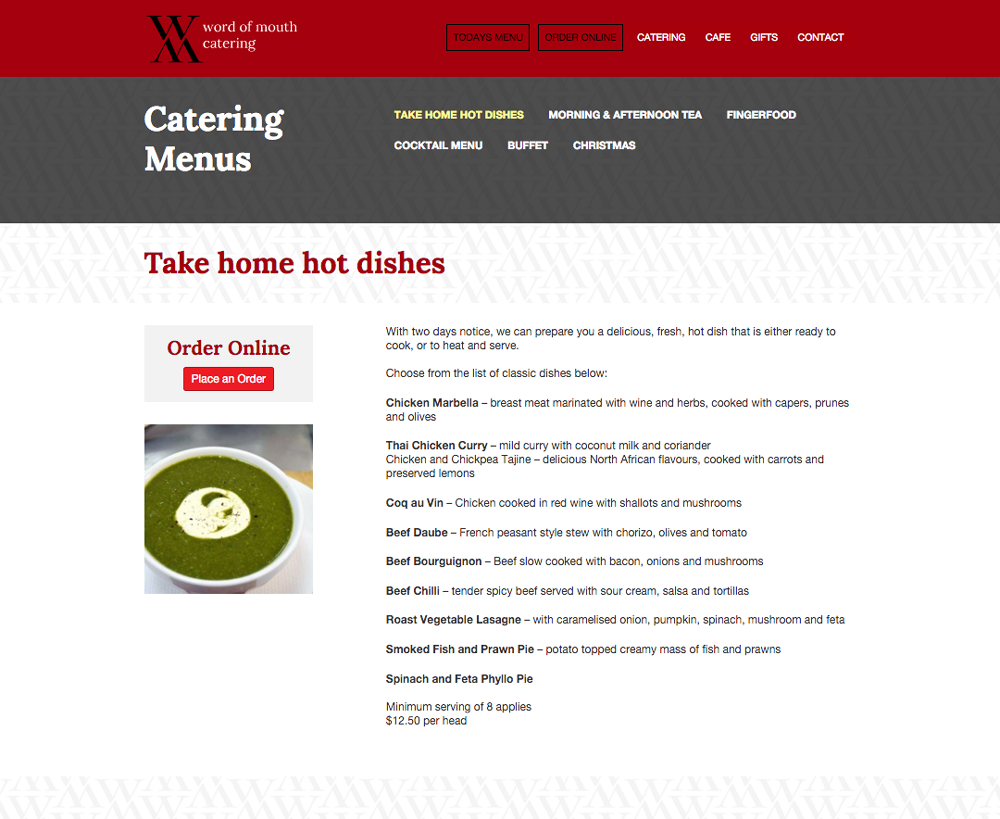 word of mouth
catering
TODAYS MENU
ORDER ONLINE
CATERING
CAFE
GIFTS
CONTACT
Catering
Menus
TAKE HOME HOT DISHES
MORNING & AFTERNOON TEA
FINGERFOOD
COCKTAIL MENU
BUFFET
CHRISTMAS
Take home hot dishes
Order Online
Place an Order
With two days notice, we can prepare you a delicious, fresh, hot dish that is either ready to
cook, or to heat and serve.
Choose from the list of classic dishes below:
Chicken Marbella – breast meat marinated with wine and herbs, cooked with capers, prunes
and olives
Thai Chicken Curry – mild curry with coconut milk and coriander
Chicken and Chickpea Tajine – delicious North African flavours, cooked with carrots and
preserved lemons
Coq au Vin – Chicken cooked in red wine with shallots and mushrooms
Beef Daube – French peasant style stew with chorizo, olives and tomato
Beef Bourguignon – Beef slow cooked with bacon, onions and mushrooms
Beef Chilli – tender spicy beef served with sour cream, salsa and tortillas
Roast Vegetable Lasagne – with caramelised onion, pumpkin, spinach, mushroom and feta
Smoked Fish and Prawn Pie – potato topped creamy mass of fish and prawns
Spinach and Feta Phyllo Pie
Minimum serving of 8 applies
$12.50 per head